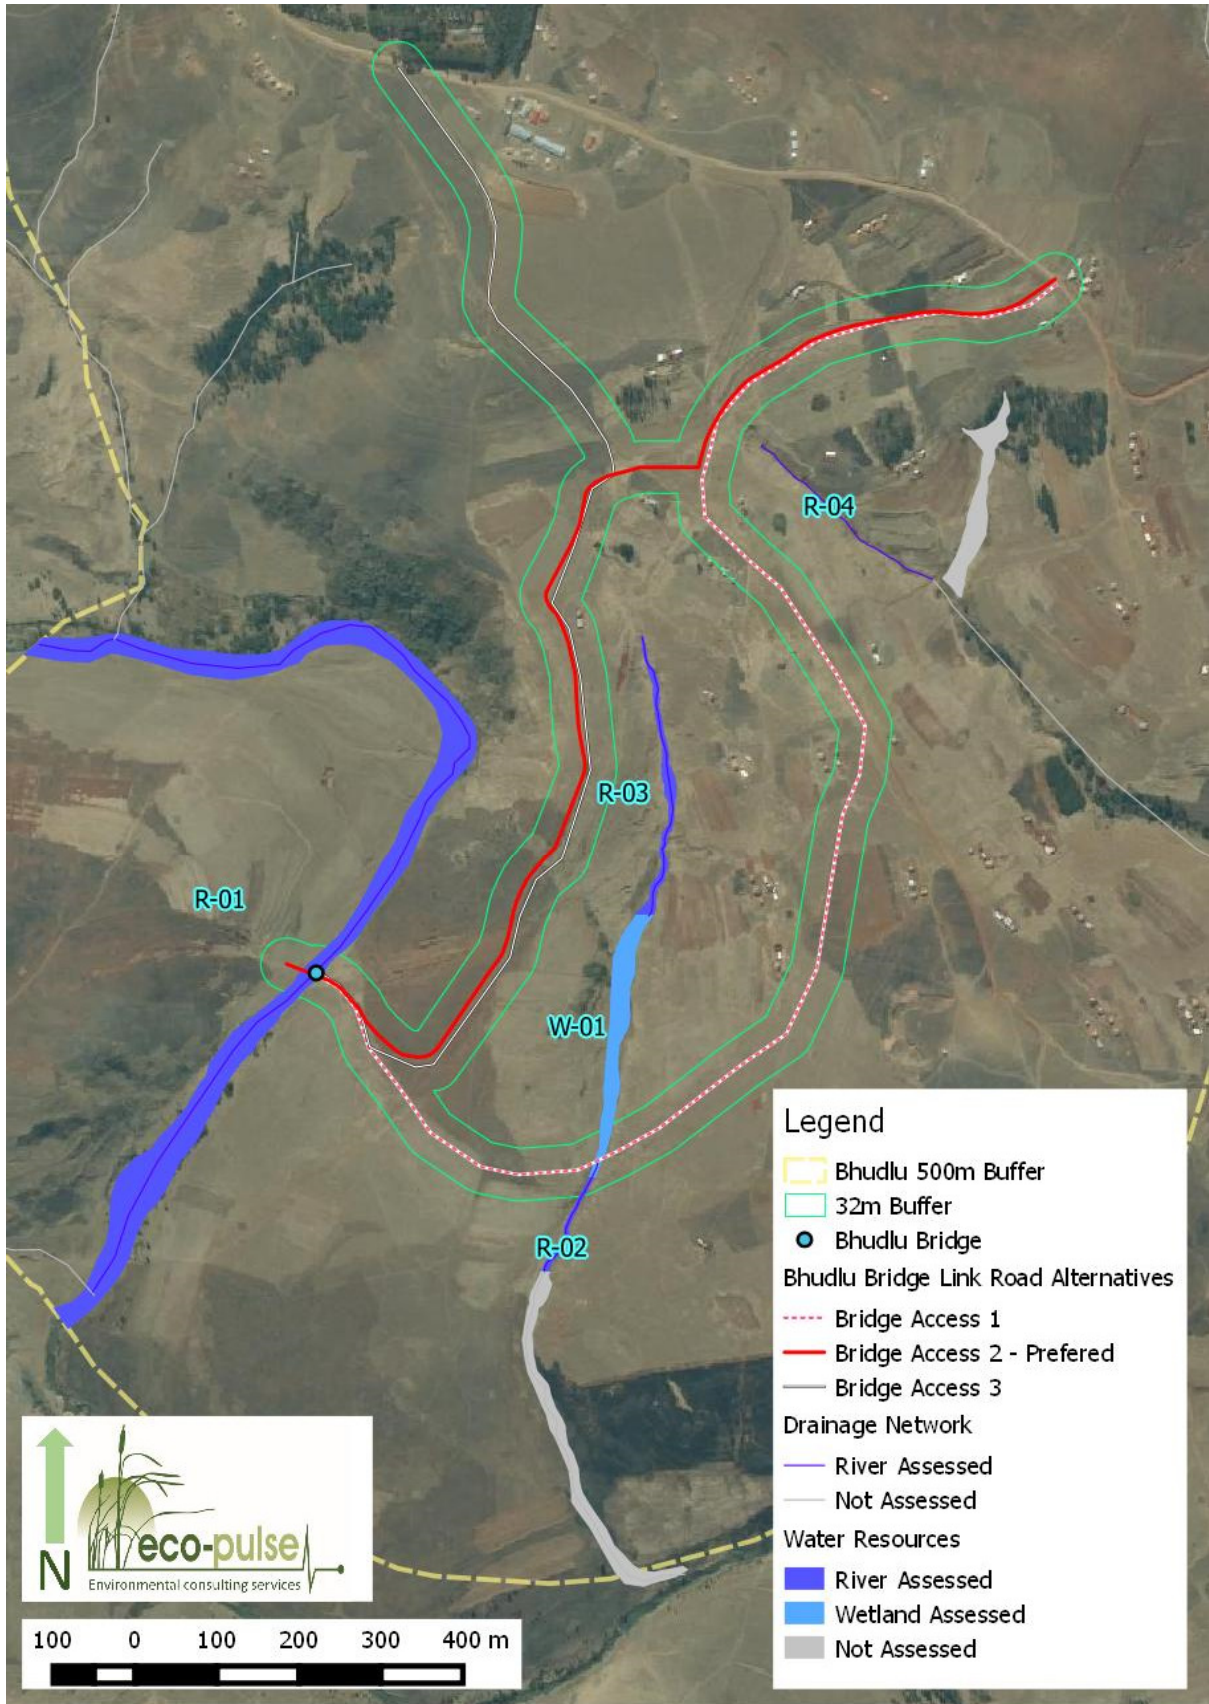 R-04
R-03
R-01
W-01
R-02
Legend
Bhudlu 500m Buffer
32m Buffer
Bhudlu Bridge
Bhudlu Bridge Link Road Alternatives
Bridge Access 1
Bridge Access 2 - Prefered
Bridge Access 3
Drainage Network
River Assessed
Not Assessed
Water Resources
River Assessed
Wetland Assessed
Not Assessed
N
eco-pulse
Environmental consulting services
100 0 100 200 300 400 m